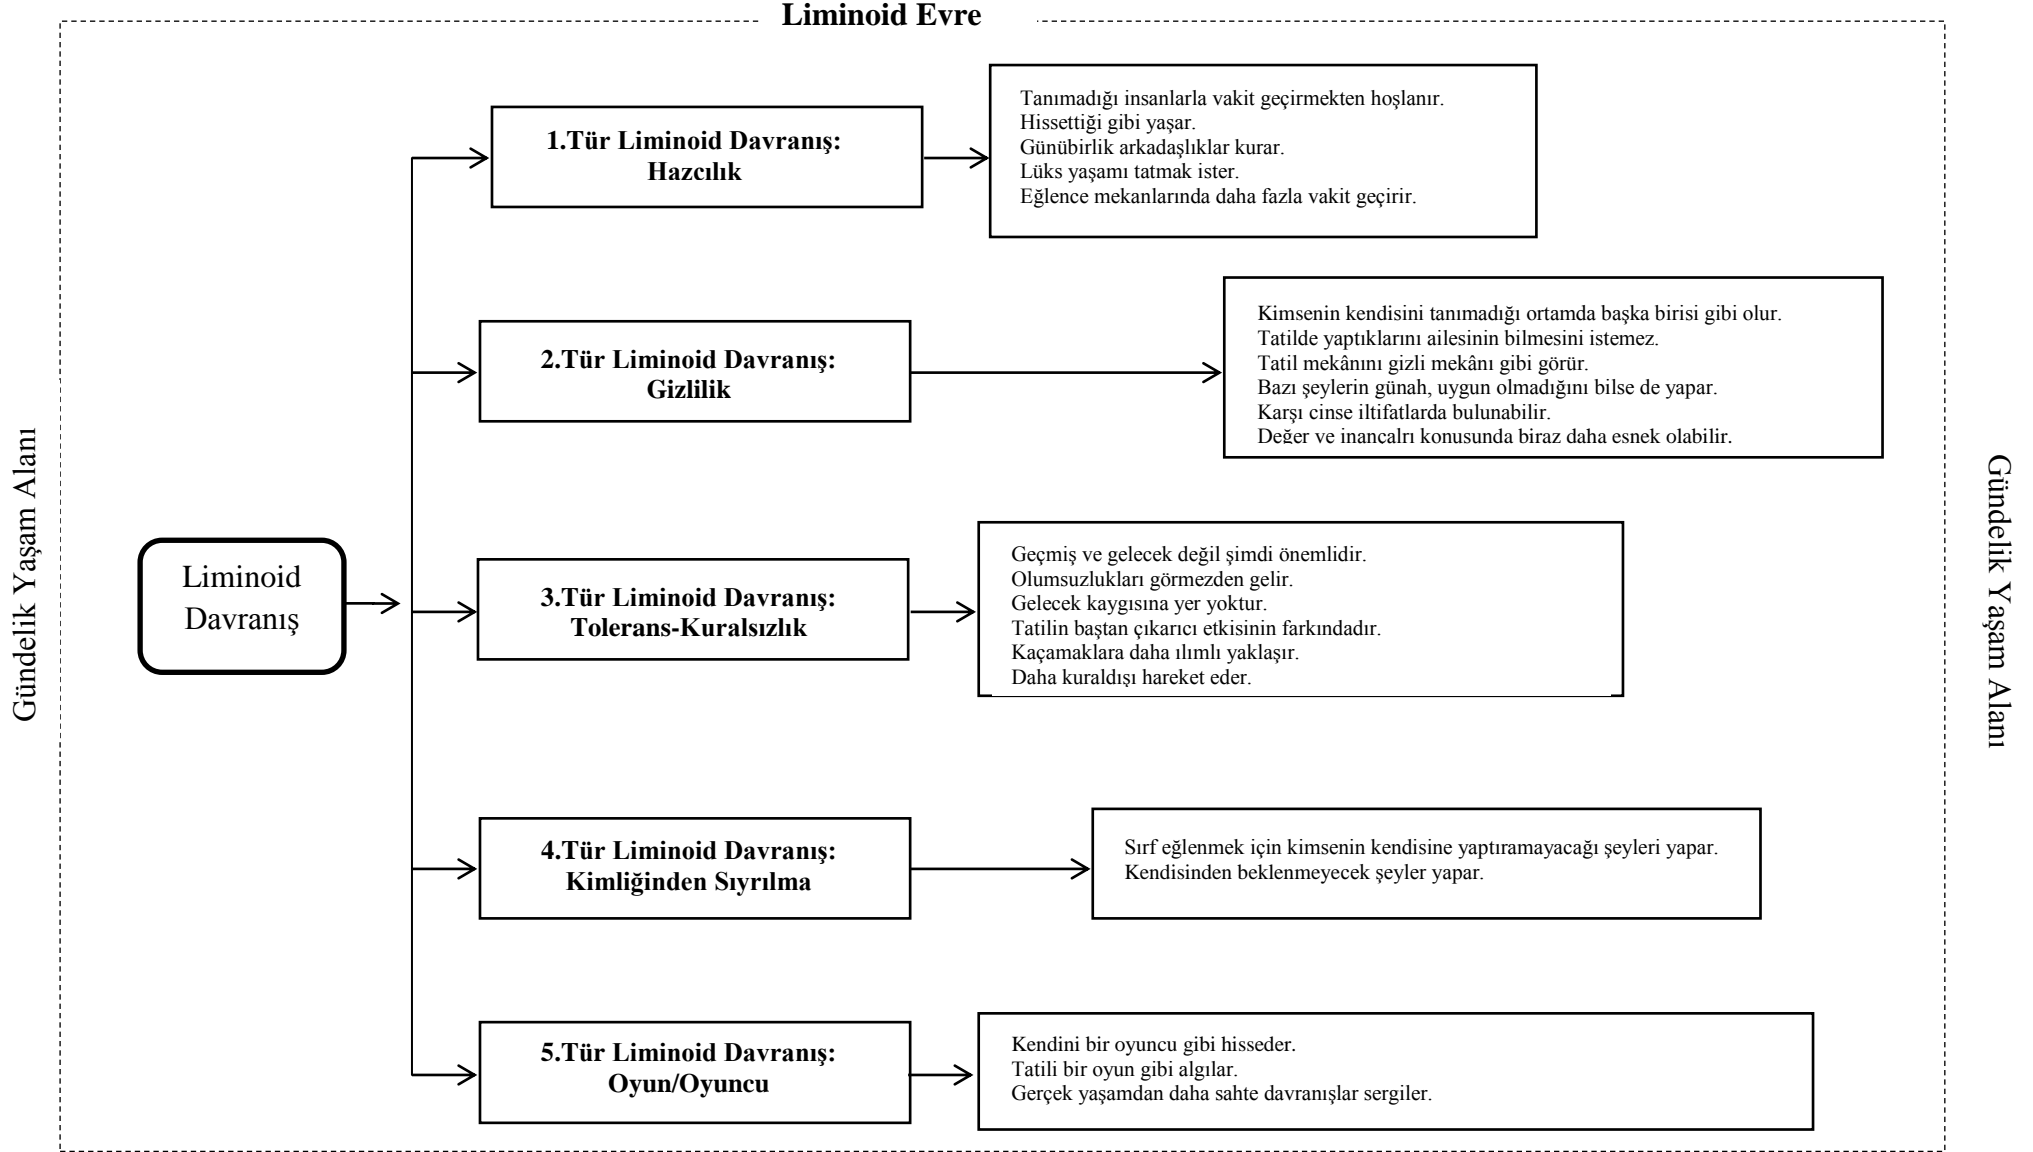 Liminoid Evre
Gündelik Yaşam Alanı
Liminoid
Davranış
1.Tür Liminoid Davranış:
Hazcılık
Tanımadığı insanlarla vakit geçirmekten hoşlanır.
Hissettiği gibi yaşar.
Günübirlik arkadaşlıklar kurar.
Lüks yaşamı tatmak ister.
Eğlence mekanlarında daha fazla vakit geçirir.
2.Tür Liminoid Davranış:
Gizlilik
Kimsenin kendisini tanımadığı ortamda başka birisi gibi olur.
Tatilde yaptıklarını ailesinin bilmesini istemez.
Tatil mekânını gizli mekânı gibi görür.
Bazı şeylerin günah, uygun olmadığını bilse de yapar.
Karşı cinse iltifatlarda bulunabilir.
Değer ve inançalrı konusunda biraz daha esnek olabilir.
3.Tür Liminoid Davranış:
Tolerans-Kuralsızlık
Geçmiş ve gelecek değil şimdi önemlidir.
Olumsuzlukları görmezden gelir.
Gelecek kaygısına yer yoktur.
Tatilin baştan çıkarıcı etkisinin farkındadır.
Kaçamaklara daha ılımlı yaklaşır.
Daha kuraldışı hareket eder.
4.Tür Liminoid Davranış:
Kimliğinden Sıyrılma
Sırf eğlenmek için kimsenin kendisine yaptıramayacağı şeyleri yapar.
Kendisinden beklenmeyecek şeyler yapar.
5.Tür Liminoid Davranış:
Oyun/Oyuncu
Kendini bir oyuncu gibi hisseder.
Tatili bir oyun gibi algılar.
Gerçek yaşamdan daha sahte davranışlar sergiler.
Gündelik Yaşam Alanı